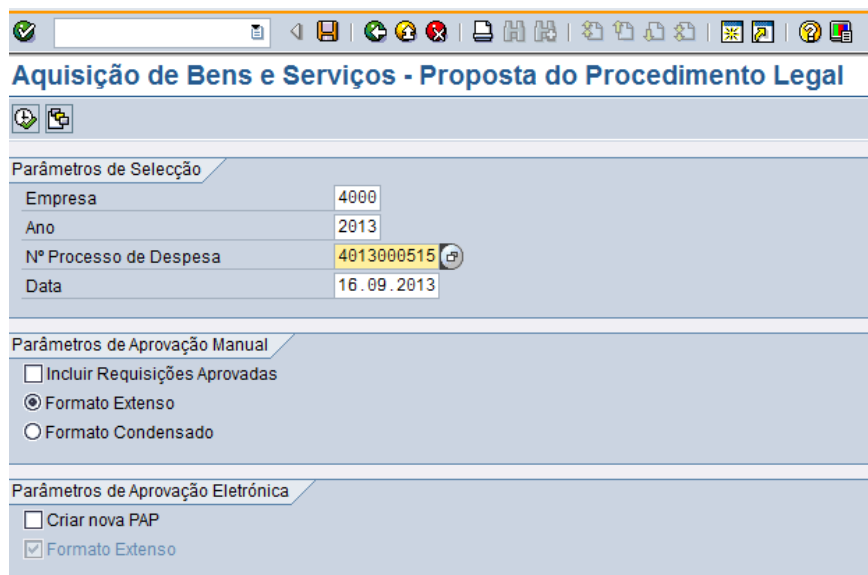 Aquisição de Bens e Serviços - Proposta do Procedimento Legal
Parâmetros de Selecção
Empresa 4000
Ano 2013
Nº Processo de Despesa 4013000515
Data 16.09.2013
Parâmetros de Aprovação Manual
Incluir Requisições Aprovadas
Formato Extenso
Formato Condensado
Parâmetros de Aprovação Eletrónica
Criar nova PAP
Formato Extenso